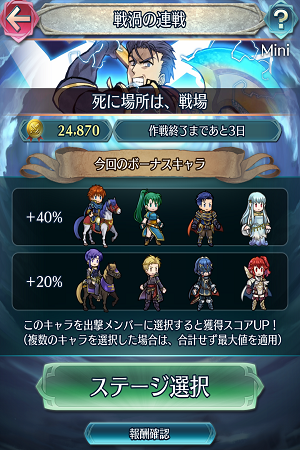 戦渦の連戦
Mini
死に場所は、戦場
24,870 作戦終了まであと3日
今回のボーナスキャラ
+40%
+20%
このキャラを出撃メンバーに選択すると獲得スコアUP!
(複数のキャラを選択した場合は、合計せず最大値を適用)
ステージ選択
報酬確認